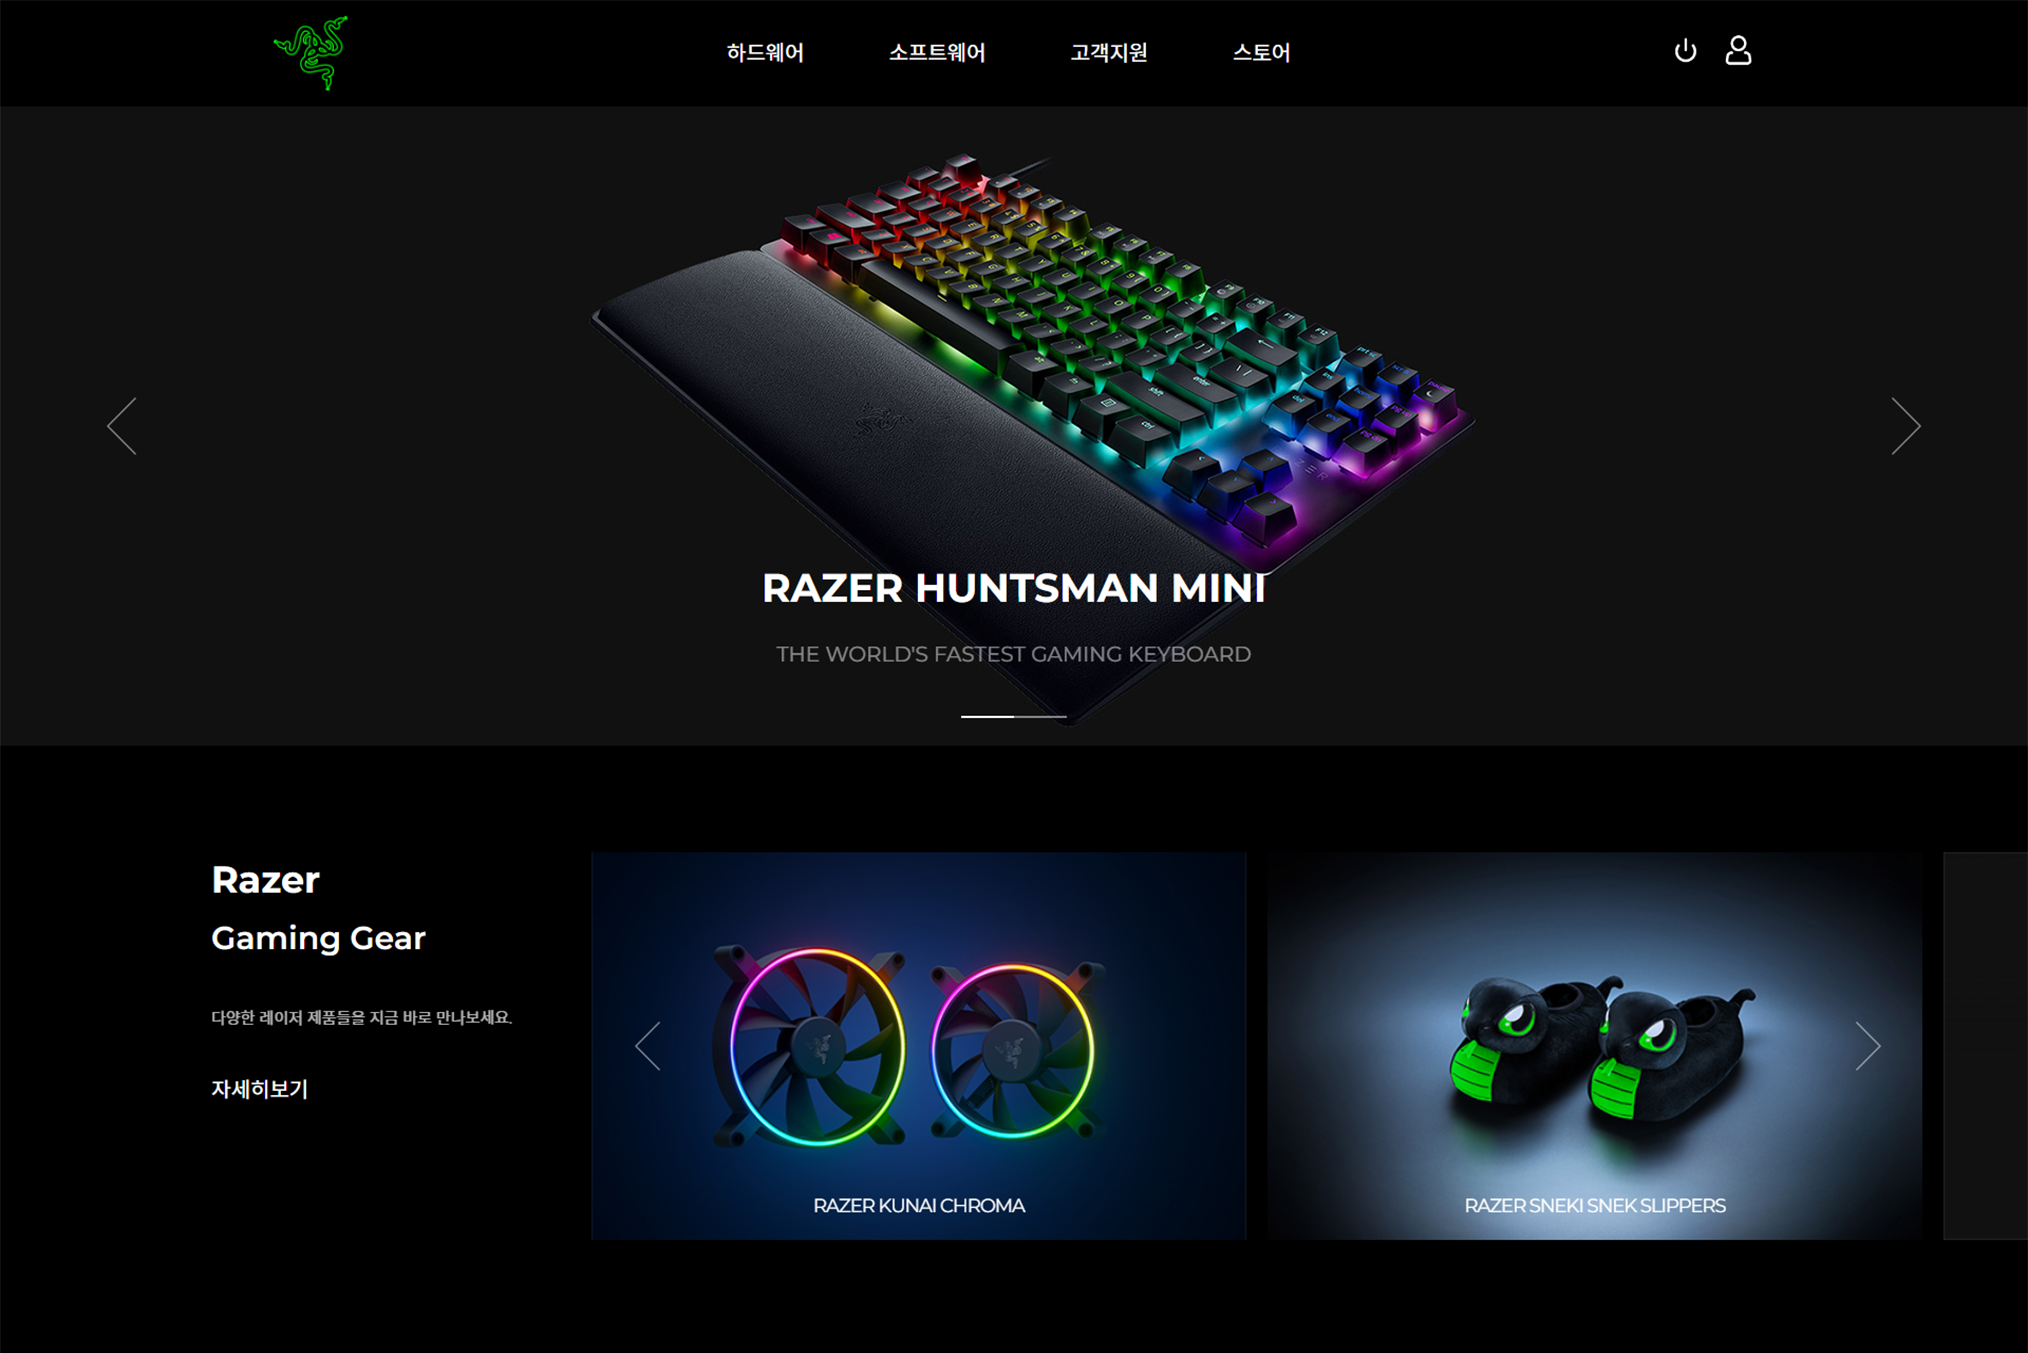 하드웨어 소프트웨어 고객지원 스토어
RAZER HUNTSMAN MINI
THE WORLD'S FASTEST GAMING KEYBOARD
Razer
Gaming Gear
다양한 레이저 제품들을 지금 바로 만나보세요.
자세히보기
RAZER KUNAI CHROMA
RAZER SNEKI SNEK SLIPPERS